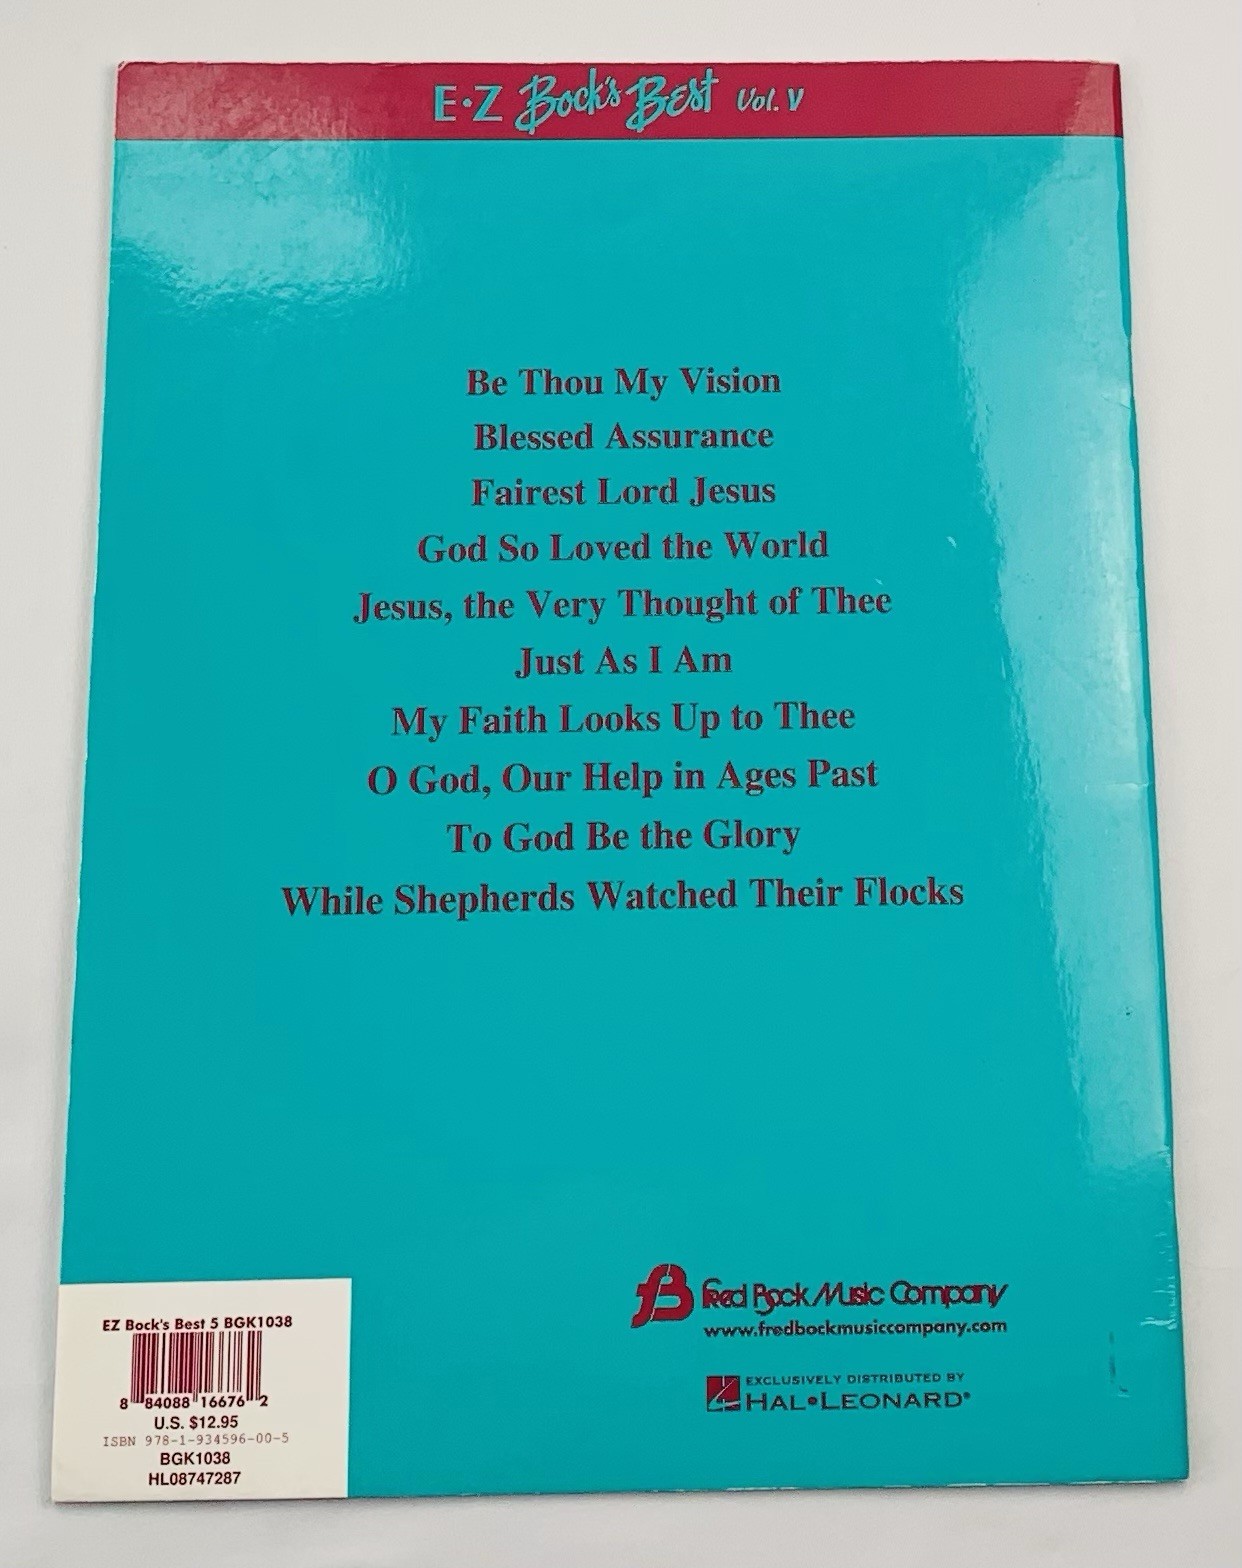 E·Z Bock's Best Vol. V
Be Thou My Vision
Blessed Assurance
Fairest Lord Jesus
God So Loved the World
Jesus, the Very Thought of Thee
Just As I Am
My Faith Looks Up to Thee
O God, Our Help in Ages Past
To God Be the Glory
While Shepherds Watched Their Flocks
Fred Bock Music Company
www.fredbockmusiccompany.com
EXCLUSIVELY DISTRIBUTED BY
HAL•LEONARD®
EZ Bock's Best 5 BGK1038
8 84088 16676 2
U.S. $12.95
ISBN 978-1-934596-00-5
BGK1038
HL08747287